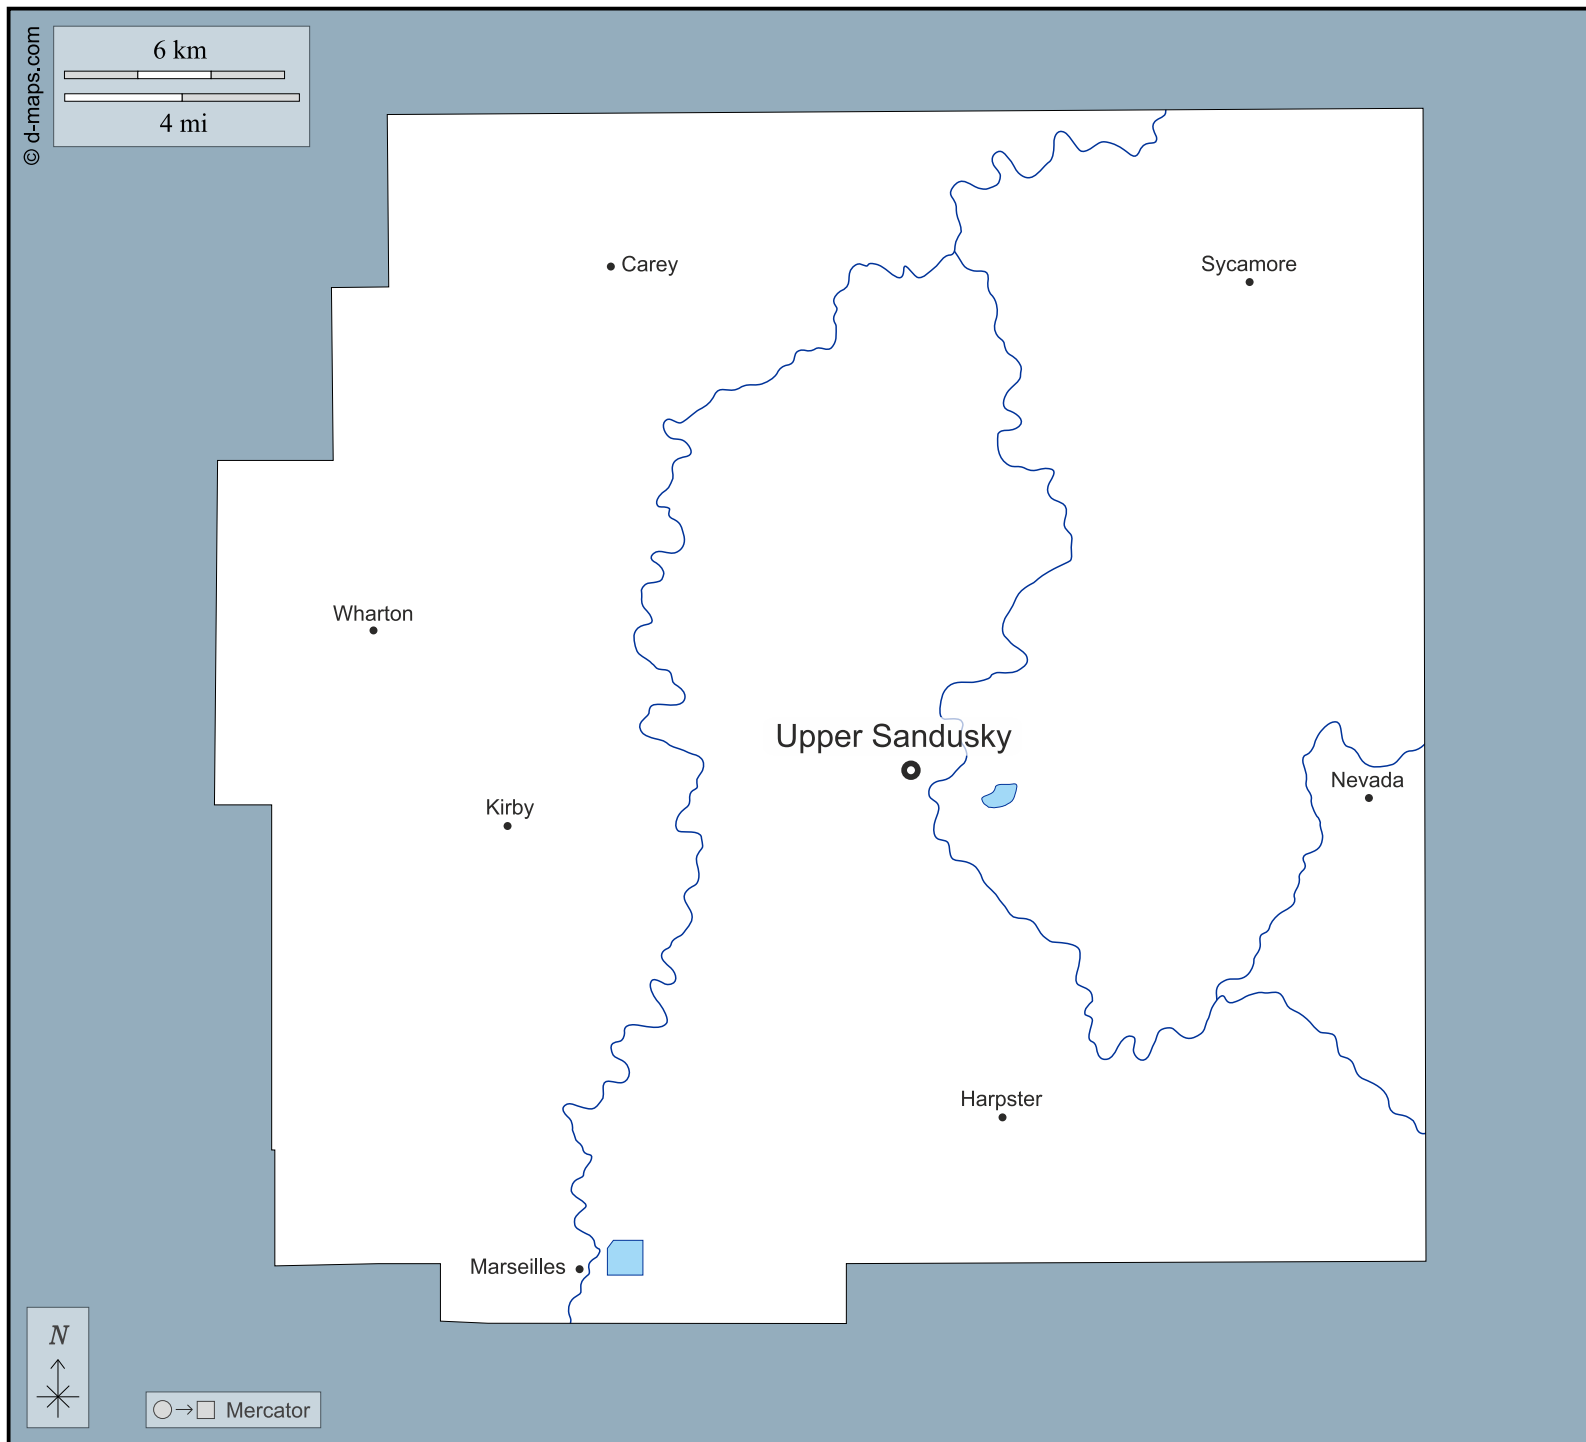 © d-maps.com
6 km
4 mi
Carey
Sycamore
Wharton
Upper Sandusky
Nevada
Kirby
Harpster
Marseilles
N
Mercator